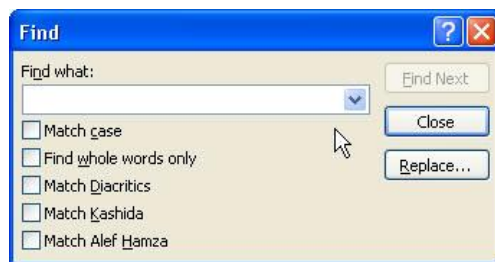 Find
Find what:
Find Next
Close
Match case
Find whole words only
Replace...
Match Diacritics
Match Kashida
Match Alef Hamza